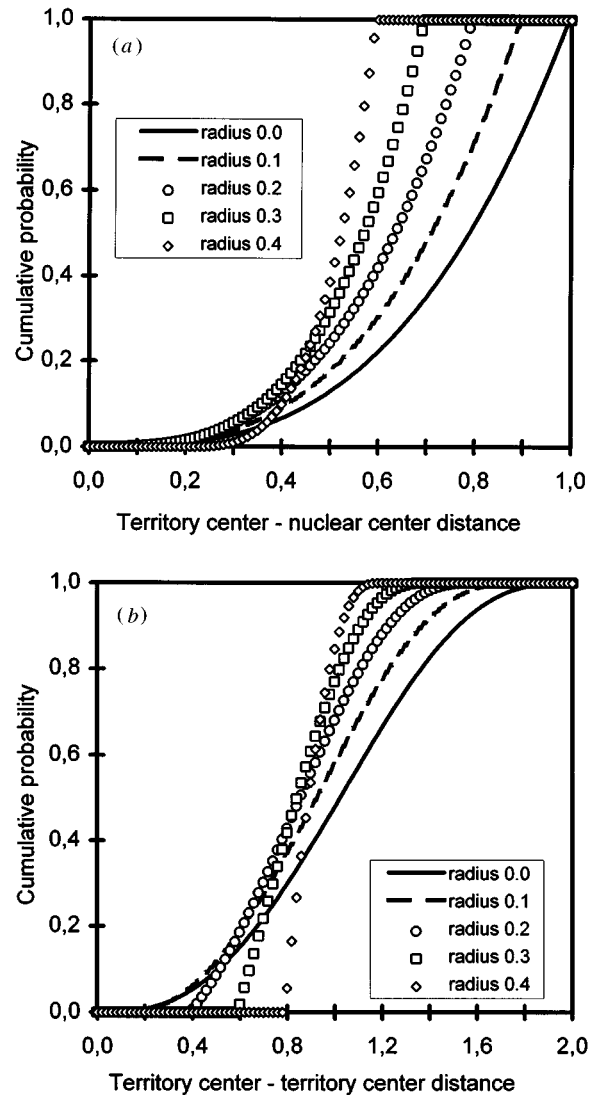 (a)
Cumulative probability
1,0
0,8
0,6
0,4
0,2
0,0
radius 0.0
radius 0.1
radius 0.2
radius 0.3
radius 0.4
0,0 0,2 0,4 0,6 0,8 1,0
Territory center - nuclear center distance
(b)
Cumulative probability
1,0
0,8
0,6
0,4
0,2
0,0
radius 0.0
radius 0.1
radius 0.2
radius 0.3
radius 0.4
0,0 0,4 0,8 1,2 1,6 2,0
Territory center - territory center distance